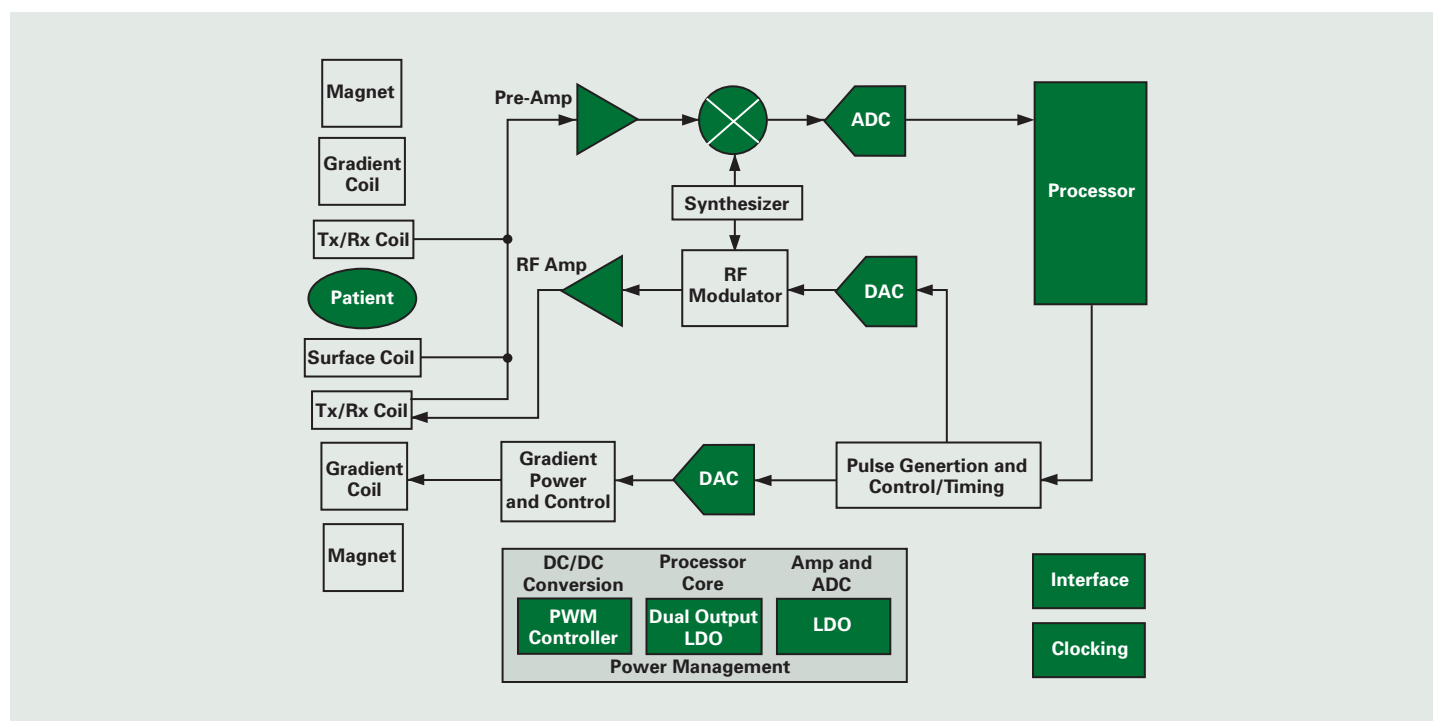 Magnet
Gradient
Coil
Tx/Rx Coil
Patient
Surface Coil
Tx/Rx Coil
Gradient
Coil
Magnet
Pre-Amp
ADC
Processor
Synthesizer
RF Amp
RF
Modulator
DAC
Gradient
Power
and Control
DAC
Pulse Genertion and
Control/Timing
DC/DC
Conversion
PWM
Controller
Processor
Core
Dual Output
LDO
Amp and
ADC
LDO
Power Management
Interface
Clocking